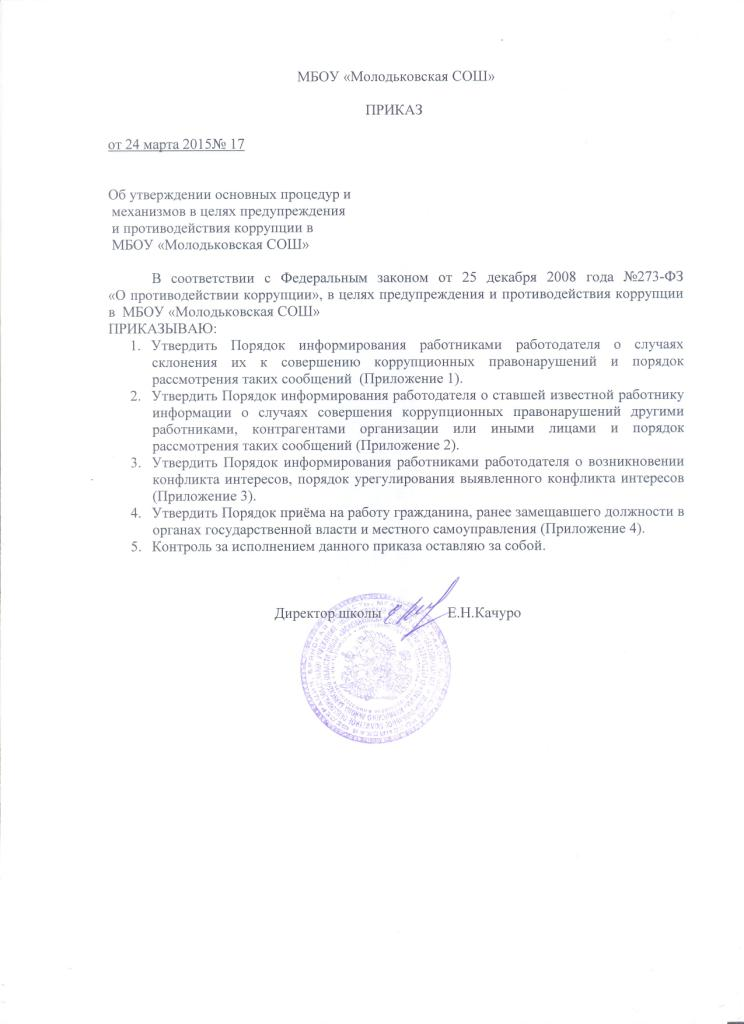 МБОУ «Молодьковская СОШ»
ПРИКАЗ
от 24 марта 2015№ 17
Об утверждении основных процедур и
механизмов в целях предупреждения
и противодействия коррупции в
МБОУ «Молодьковская СОШ»
В соответствии с Федеральным законом от 25 декабря 2008 года №273-ФЗ
«О противодействии коррупции», в целях предупреждения и противодействия коррупции
в МБОУ «Молодьковская СОШ»
ПРИКАЗЫВАЮ:
1. Утвердить Порядок информирования работниками работодателя о случаях
склонения их к совершению коррупционных правонарушений и порядок
рассмотрения таких сообщений (Приложение 1).
2. Утвердить Порядок информирования работодателя о ставшей известной работнику
информации о случаях совершения коррупционных правонарушений другими
работниками, контрагентами организации или иными лицами и порядок
рассмотрения таких сообщений (Приложение 2).
3. Утвердить Порядок информирования работниками работодателя о возникновении
конфликта интересов, порядок урегулирования выявленного конфликта интересов
(Приложение 3).
4. Утвердить Порядок приёма на работу гражданина, ранее замещавшего должности в
органах государственной власти и местного самоуправления (Приложение 4).
5. Контроль за исполнением данного приказа оставляю за собой.
Директор школы Е.Н.Качуро